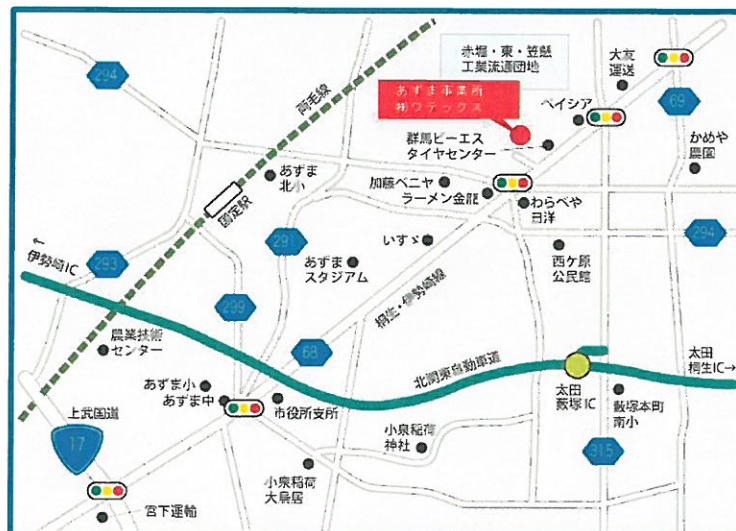 赤堀・東・笠懸
工業流通団地
大友
運送
294
両毛線
あずま事業所
㈱ワテックス
69
ベイシア
群馬ピーエス
タイヤセンター
かめや
農園
あずま
北小
加藤ベニヤ
ラーメン金龍
国定駅
わらべや
日洋
291
いすゞ
294
←
伊勢崎IC
293
あずま
スタジアム
西ケ原
公民館
桐生・伊勢崎線
299
農業技術
センター
68
北関東自動車道
太田
桐生IC→
あずま小
あずま中
太田
藪塚IC
上武国道
市役所支所
藪塚本町
南小
17
小泉稲荷
神社
315
小泉稲荷
大鳥居
宮下運輸